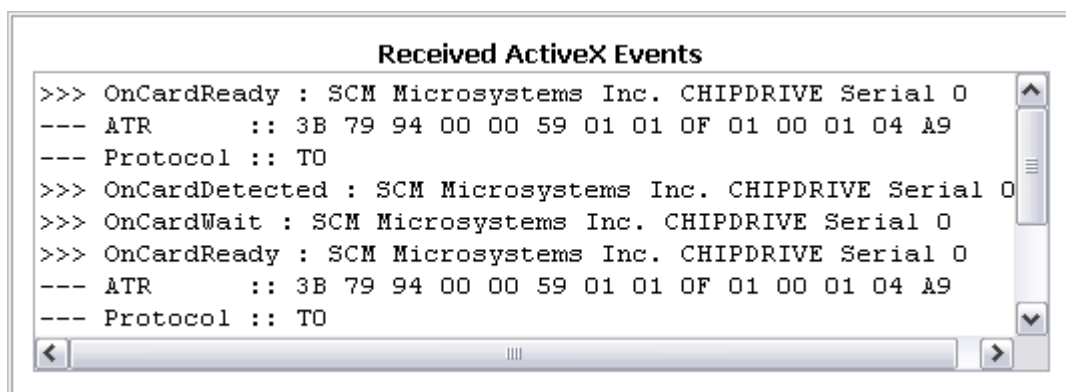 Received ActiveX Events
>>> OnCardReady : SCM Microsystems Inc. CHIPDRIVE Serial 0
--- ATR      :: 3B 79 94 00 00 59 01 01 0F 01 00 01 04 A9
--- Protocol :: T0
>>> OnCardDetected : SCM Microsystems Inc. CHIPDRIVE Serial 0
>>> OnCardWait : SCM Microsystems Inc. CHIPDRIVE Serial 0
>>> OnCardReady : SCM Microsystems Inc. CHIPDRIVE Serial 0
--- ATR      :: 3B 79 94 00 00 59 01 01 0F 01 00 01 04 A9
--- Protocol :: T0